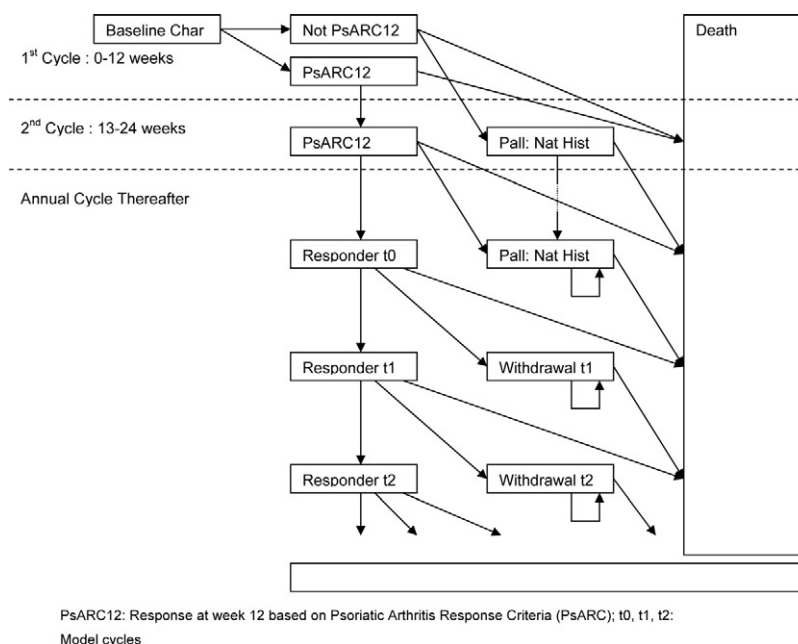 Baseline Char
Not PsARC12
Death
1st Cycle : 0-12 weeks
PsARC12
2nd Cycle : 13-24 weeks
PsARC12
Pall: Nat Hist
Annual Cycle Thereafter
Responder t0
Pall: Nat Hist
Responder t1
Withdrawal t1
Responder t2
Withdrawal t2
PsARC12: Response at week 12 based on Psoriatic Arthritis Response Criteria (PsARC); t0, t1, t2:
Model cycles